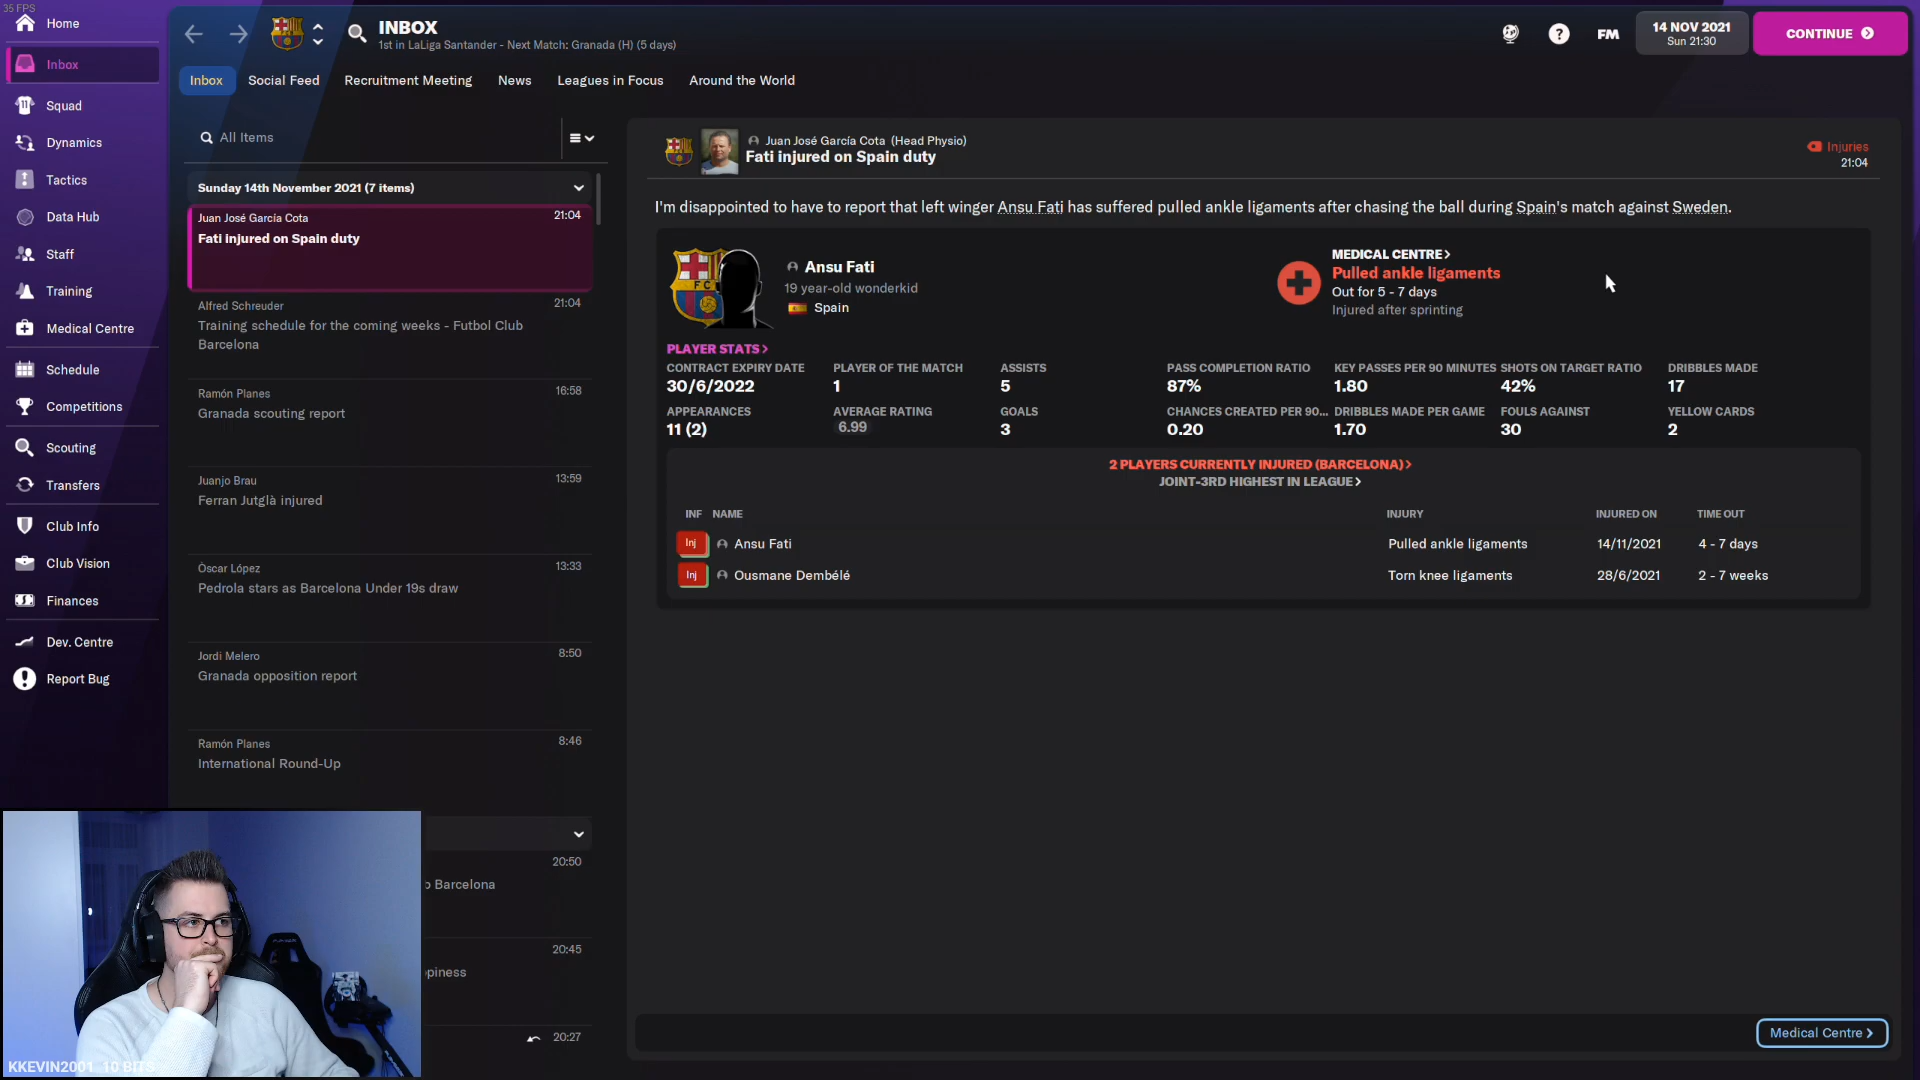 35 FPS
Home
Inbox
Squad
Dynamics
Tactics
Data Hub
Staff
Training
Medical Centre
Schedule
Competitions
Scouting
Transfers
Club Info
Club Vision
Finances
Dev. Centre
Report Bug
INBOX
1st in LaLiga Santander - Next Match: Granada (H) (5 days)
FM
14 NOV 2021
Sun 21:30
CONTINUE
Inbox Social Feed Recruitment Meeting News Leagues in Focus Around the World
All Items
Sunday 14th November 2021 (7 items)
Juan José García Cota 21:04
Fati injured on Spain duty
Alfred Schreuder 21:04
Training schedule for the coming weeks - Futbol Club
Barcelona
Ramón Planes 16:58
Granada scouting report
Juanjo Brau 13:59
Ferran Jutglà injured
Òscar López 13:33
Pedrola stars as Barcelona Under 19s draw
Jordi Melero 8:50
Granada opposition report
Ramón Planes 8:46
International Round-Up
20:50
Barcelona
20:45
piness
20:27
Juan José García Cota (Head Physio)
Fati injured on Spain duty
Injuries
21:04
I'm disappointed to have to report that left winger Ansu Fati has suffered pulled ankle ligaments after chasing the ball during Spain's match against Sweden.
FC
Ansu Fati
19 year-old wonderkid
Spain
MEDICAL CENTRE>
Pulled ankle ligaments
Out for 5 - 7 days
Injured after sprinting
PLAYER STATS>
CONTRACT EXPIRY DATE PLAYER OF THE MATCH ASSISTS PASS COMPLETION RATIO KEY PASSES PER 90 MINUTES SHOTS ON TARGET RATIO DRIBBLES MADE
30/6/2022 1 5 87% 1.80 42% 17
APPEARANCES AVERAGE RATING GOALS CHANCES CREATED PER 90... DRIBBLES MADE PER GAME FOULS AGAINST YELLOW CARDS
11 (2) 6.99 3 0.20 1.70 30 2
2 PLAYERS CURRENTLY INJURED (BARCELONA)>
JOINT-3RD HIGHEST IN LEAGUE>
INF NAME INJURY INJURED ON TIME OUT
Inj Ansu Fati Pulled ankle ligaments 14/11/2021 4 - 7 days
Inj Ousmane Dembélé Torn knee ligaments 28/6/2021 2 - 7 weeks
Medical Centre >
KKEVIN2001 10 BITS